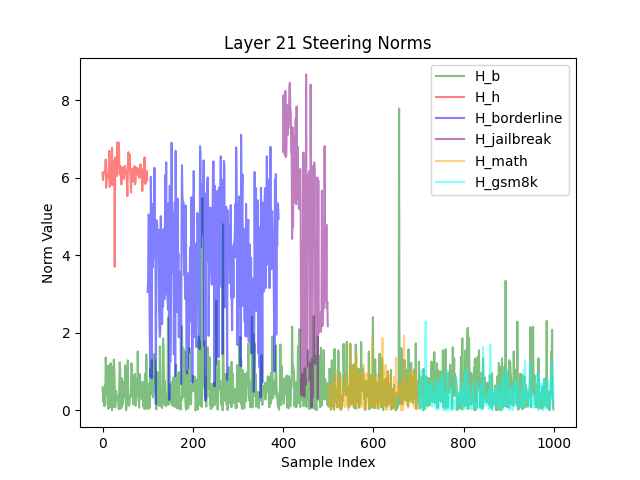 Layer 21 Steering Norms
H_b
H_h
H_borderline
H_jailbreak
H_math
H_gsm8k
8
6
4
2
0
Norm Value
0 200 400 600 800 1000
Sample Index